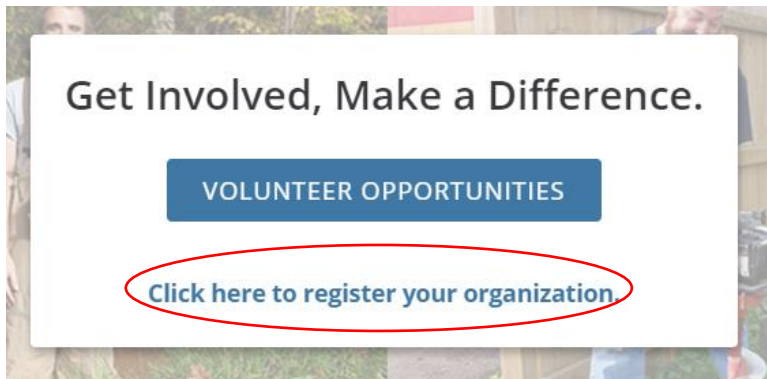 Get Involved, Make a Difference.
VOLUNTEER OPPORTUNITIES
Click here to register your organization.